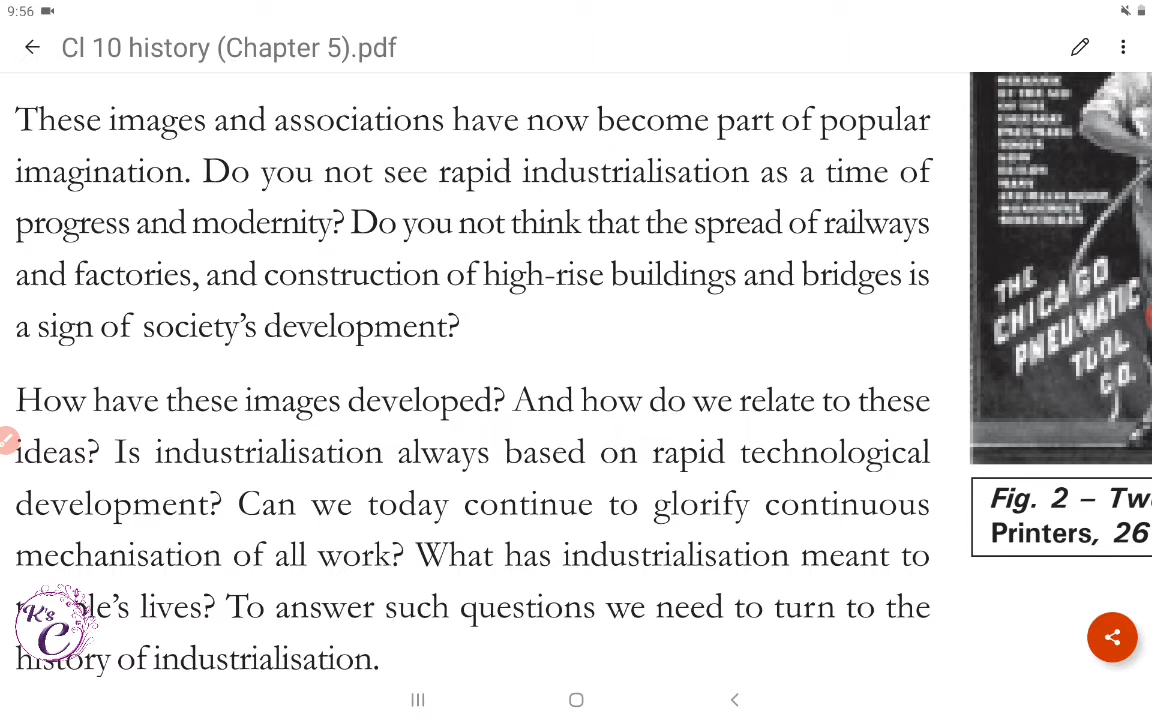 9:56
Cl 10 history (Chapter 5).pdf
These images and associations have now become part of popular
imagination. Do you not see rapid industrialisation as a time of
progress and modernity? Do you not think that the spread of railways
and factories, and construction of high-rise buildings and bridges is
a sign of society's development?
How have these images developed? And how do we relate to these
ideas? Is industrialisation always based on rapid technological
development? Can we today continue to glorify continuous
mechanisation of all work? What has industrialisation meant to
le's lives? To answer such questions we need to turn to the
history of industrialisation.
K's
C
THE
CHICAGO
PNEUMATIC
TOOL
CO.
Fig. 2 – Tw
Printers, 26